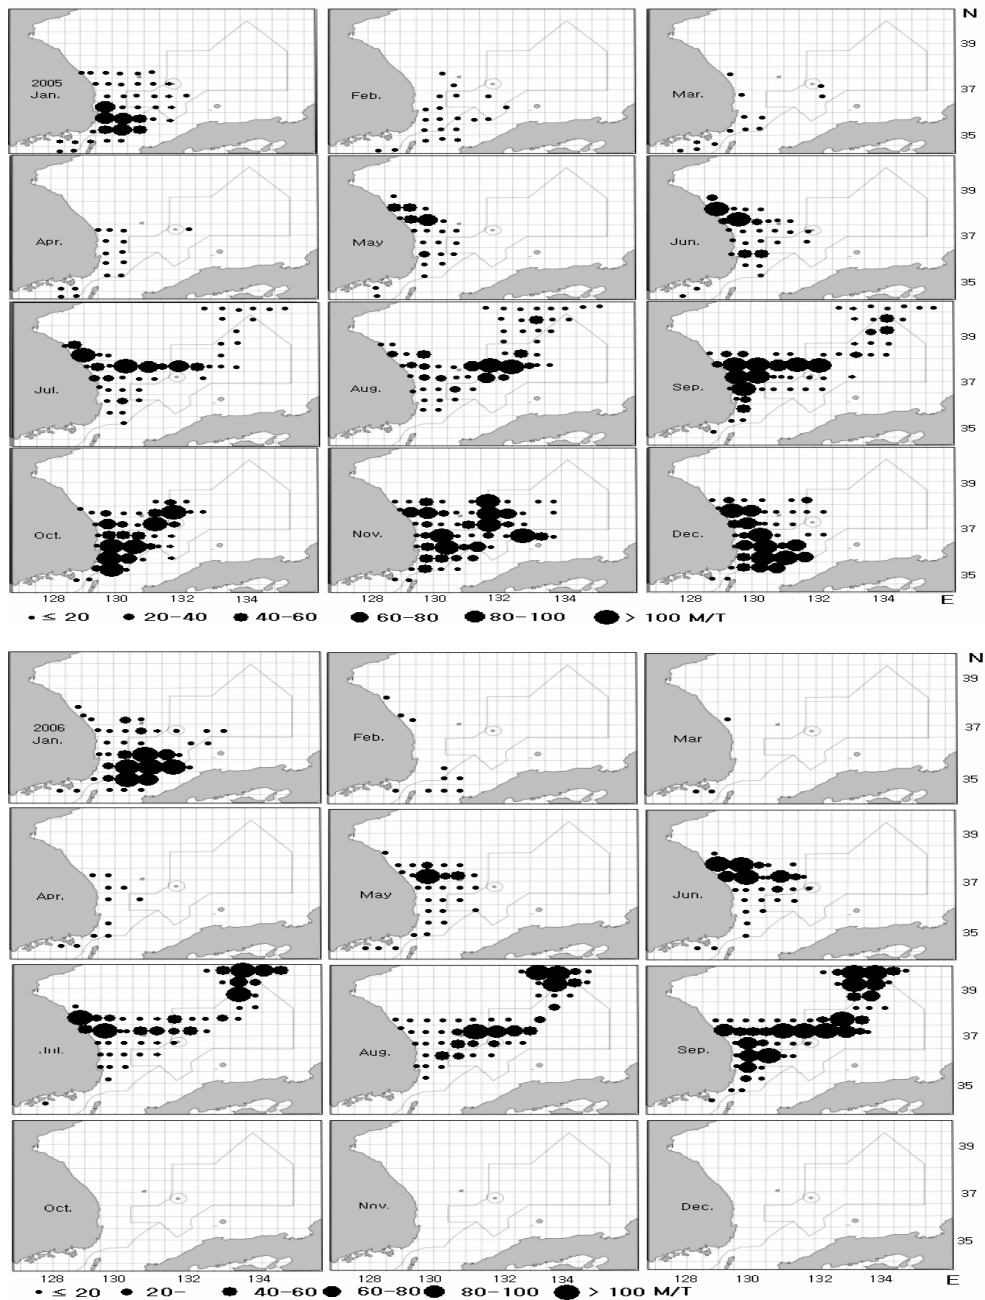 N
39
2005
Jan.
Feb.
Mar.
37
35
39
Apr.
May
Jun.
37
35
39
Jul.
Aug.
Sep.
37
35
39
Oct.
Nov.
Dec.
37
35
128 130 132 134 130 132 134 128 130 132 134 E
≤ 20 20-40 40-60 60-80 80-100 > 100 M/T
N
39
2006
Jan.
Feb.
Mar
37
35
39
Apr.
May
Jun.
37
35
39
Jul.
Aug.
Sep.
37
35
39
Oct.
Nnv.
Dec.
37
35
128 130 132 134 128 130 132 134 128 130 132 134 E
≤ 20 20- 40-60 60-80 80-100 > 100 M/T